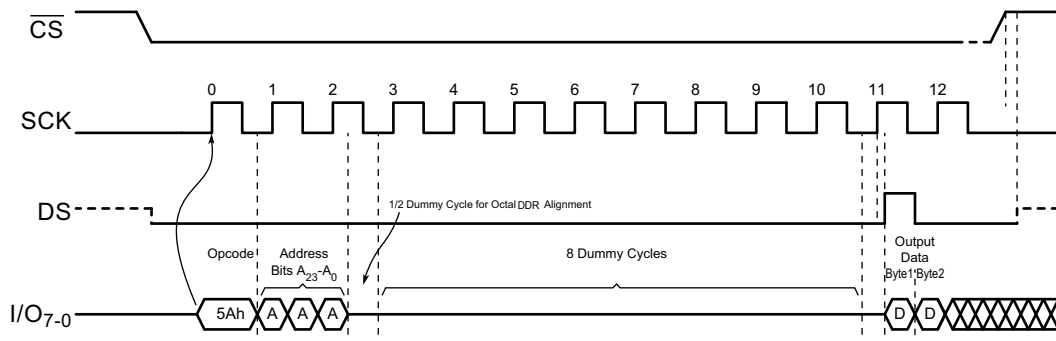 CS
0 1 2 3 4 5 6 7 8 9 10 11 12
SCK
DS
1/2 Dummy Cycle for Octal DDR Alignment
Opcode
Address
Bits A23-A0
8 Dummy Cycles
Output
Data
Byte1 Byte2
I/O7-0
5Ah A A A D D